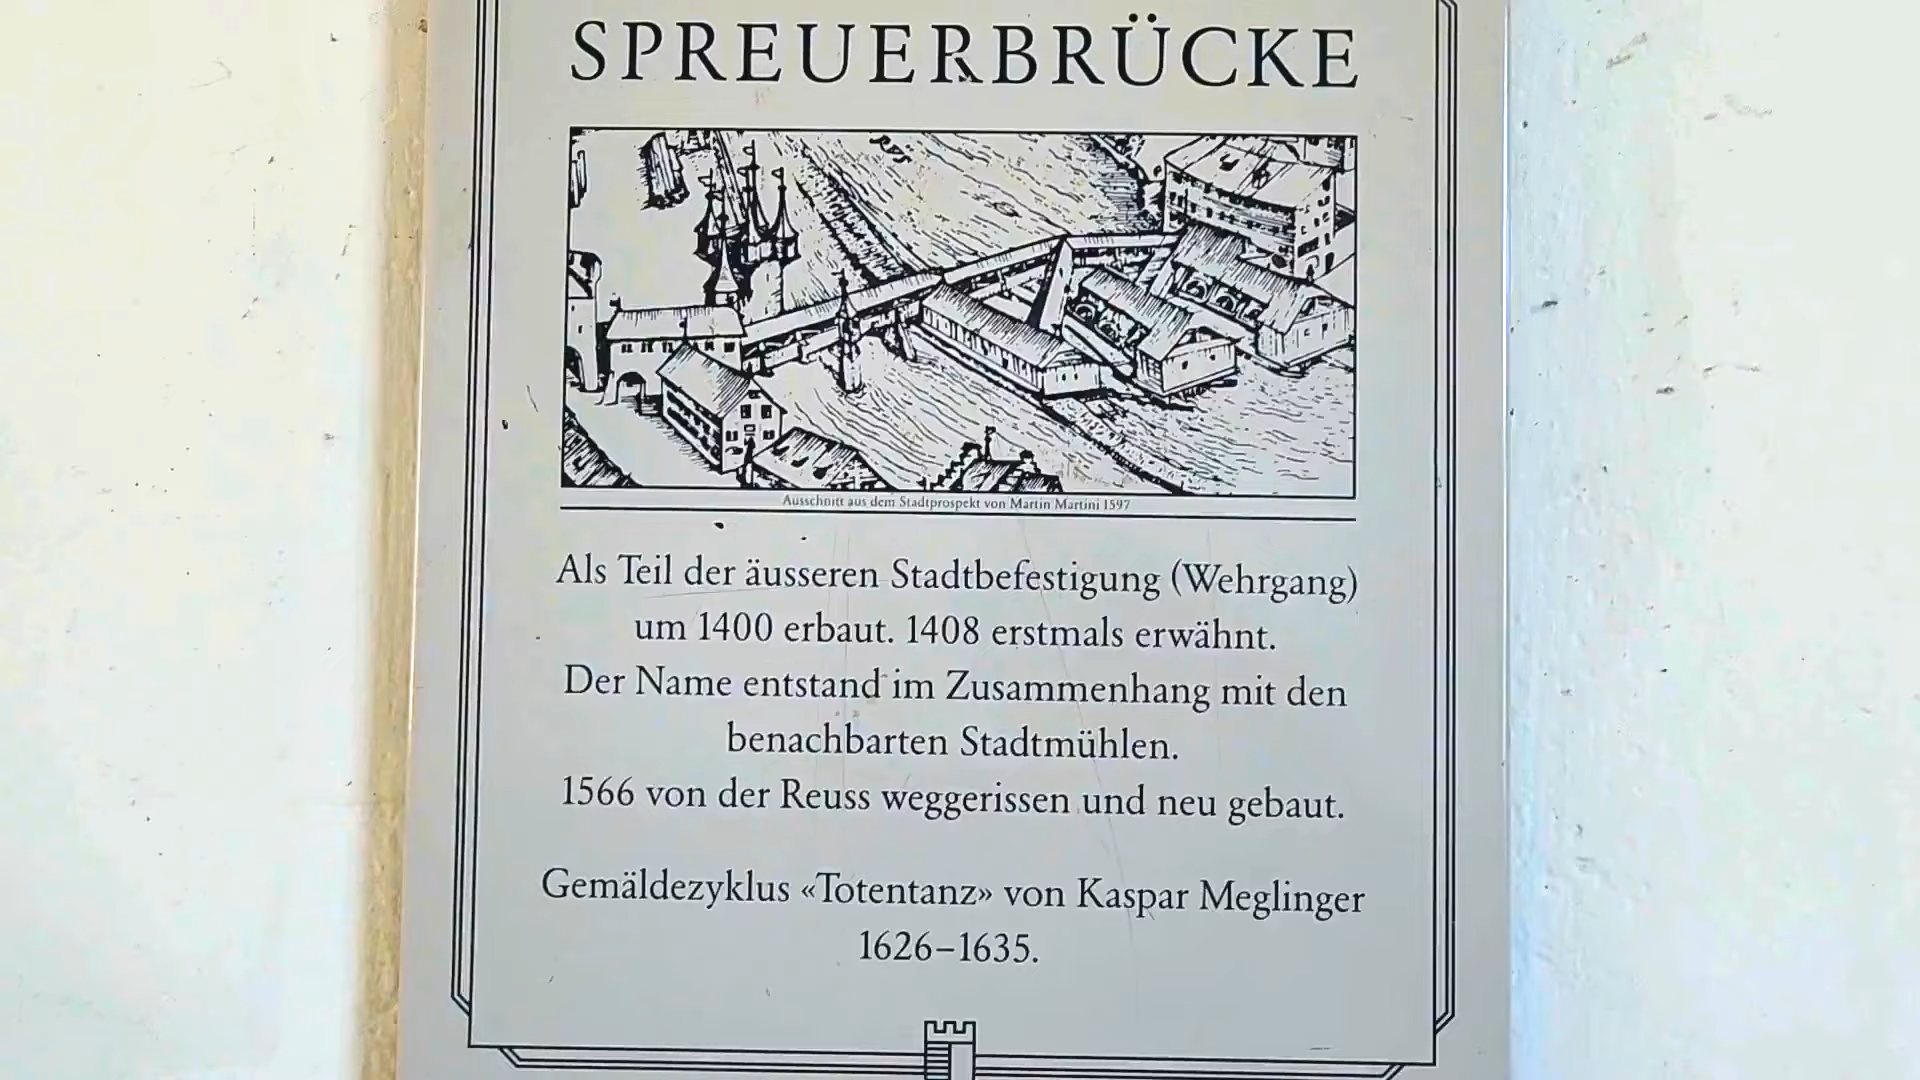 SPREUERBRÜCKE
RŸS
Ausschnitt aus dem Stadtprospekt von Martin Martini 1597
Als Teil der äusseren Stadtbefestigung (Wehrgang)
um 1400 erbaut. 1408 erstmals erwähnt.
Der Name entstand im Zusammenhang mit den
benachbarten Stadtmühlen.
1566 von der Reuss weggerissen und neu gebaut.
Gemäldezyklus «Totentanz» von Kaspar Meglinger
1626–1635.